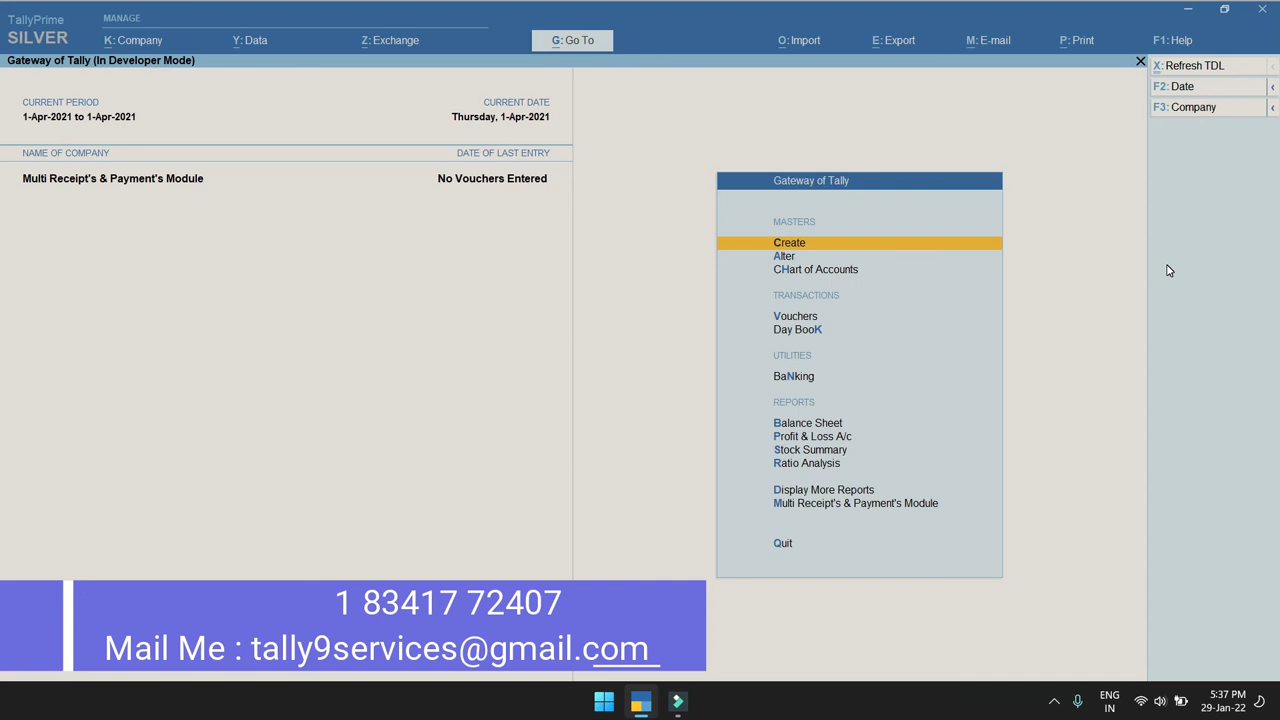 TallyPrime
SILVER
MANAGE
K: Company
Y: Data
Z: Exchange
G: Go To
O: Import
E: Export
M: E-mail
P: Print
F1: Help
Gateway of Tally (In Developer Mode)
X: Refresh TDL
F2: Date
F3: Company
CURRENT PERIOD
CURRENT DATE
1-Apr-2021 to 1-Apr-2021
Thursday, 1-Apr-2021
NAME OF COMPANY
DATE OF LAST ENTRY
Multi Receipt's & Payment's Module
No Vouchers Entered
Gateway of Tally
MASTERS
Create
Alter
CHart of Accounts
TRANSACTIONS
Vouchers
Day BooK
UTILITIES
BaNking
REPORTS
Balance Sheet
Profit & Loss A/c
Stock Summary
Ratio Analysis
Display More Reports
Multi Receipt's & Payment's Module
Quit
1 83417 72407
Mail Me : tally9services@gmail.com
ENG
IN
5:37 PM
29-Jan-22